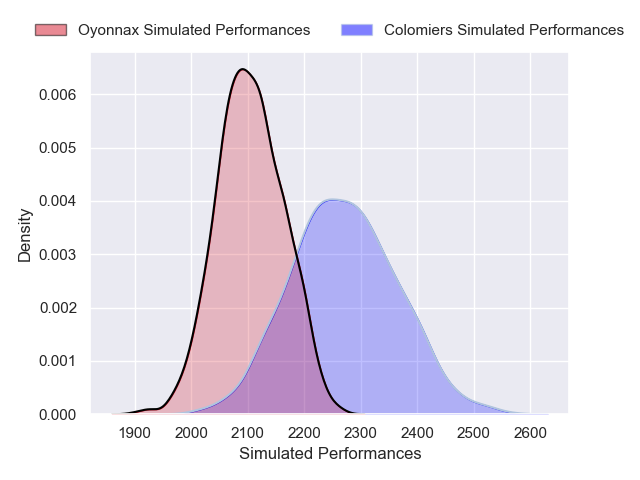 Oyonnax Simulated Performances
Colomiers Simulated Performances
0.006
0.005
0.004
0.003
0.002
0.001
0.000
Density
1900 2000 2100 2200 2300 2400 2500 2600
Simulated Performances